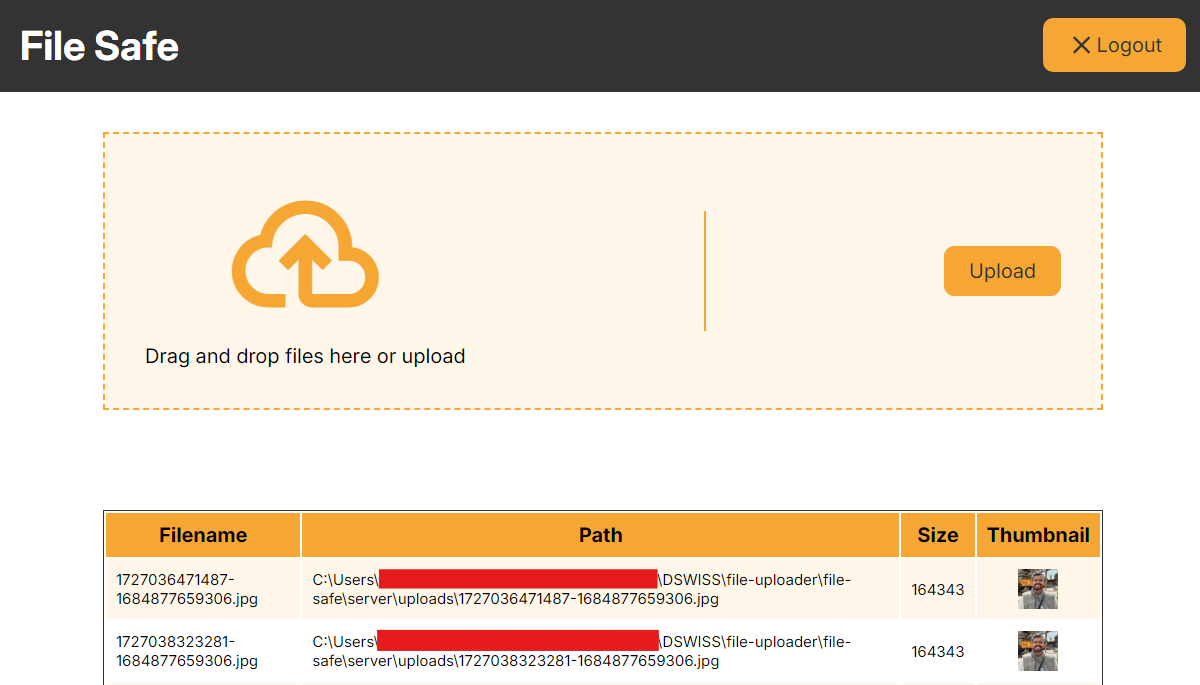 File Safe
Logout
Upload
Drag and drop files here or upload
Filename Path Size Thumbnail
1727036471487-
1684877659306.jpg
C:\Users\ \DSWISS\file-uploader\file-
safe\server\uploads\1727036471487-1684877659306.jpg
164343
1727038323281-
1684877659306.jpg
C:\Users\ \DSWISS\file-uploader\file-
safe\server\uploads\1727038323281-1684877659306.jpg
164343